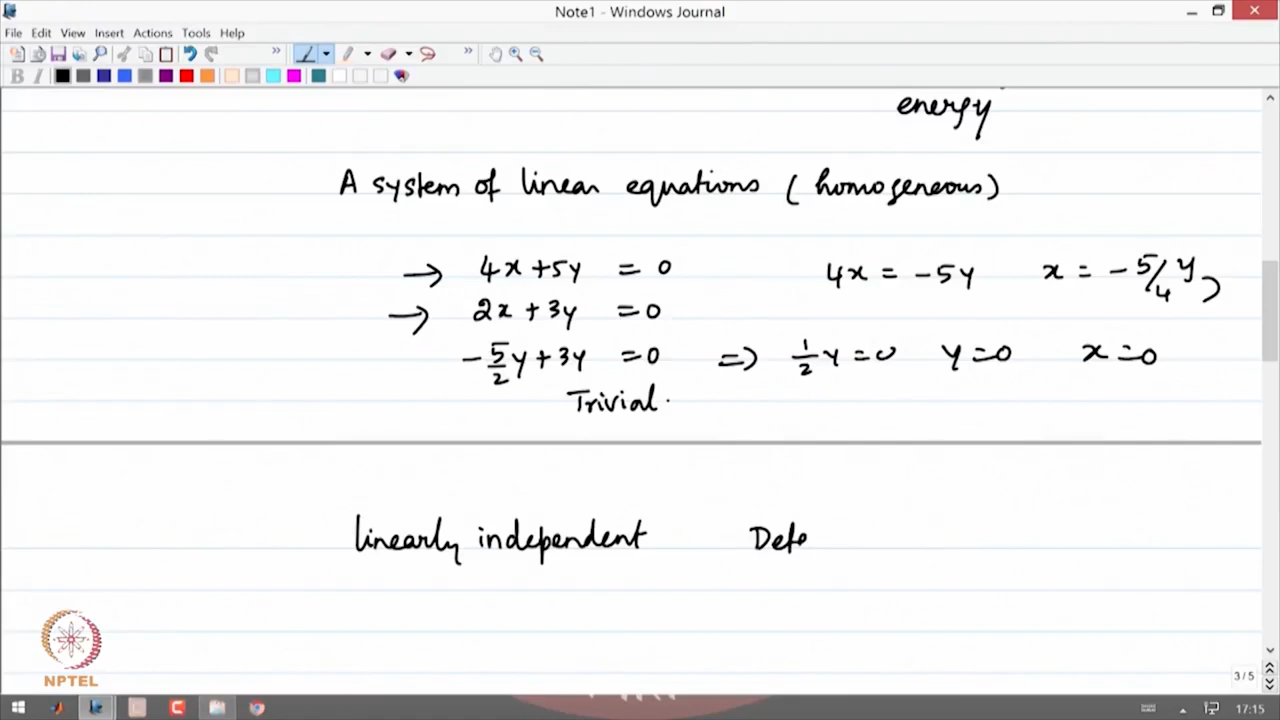 Note1 - Windows Journal
File Edit View Insert Actions Tools Help
energy
A system of linear equations (homogeneous)
→ 4x + 5y = 0 4x = -5y x = -5/4 y,
→ 2x + 3y = 0
-5/2 y + 3y = 0 => 1/2 y = 0 y = 0 x = 0
Trivial.
linearly independent Dete
NPTEL
3 / 5
17:15